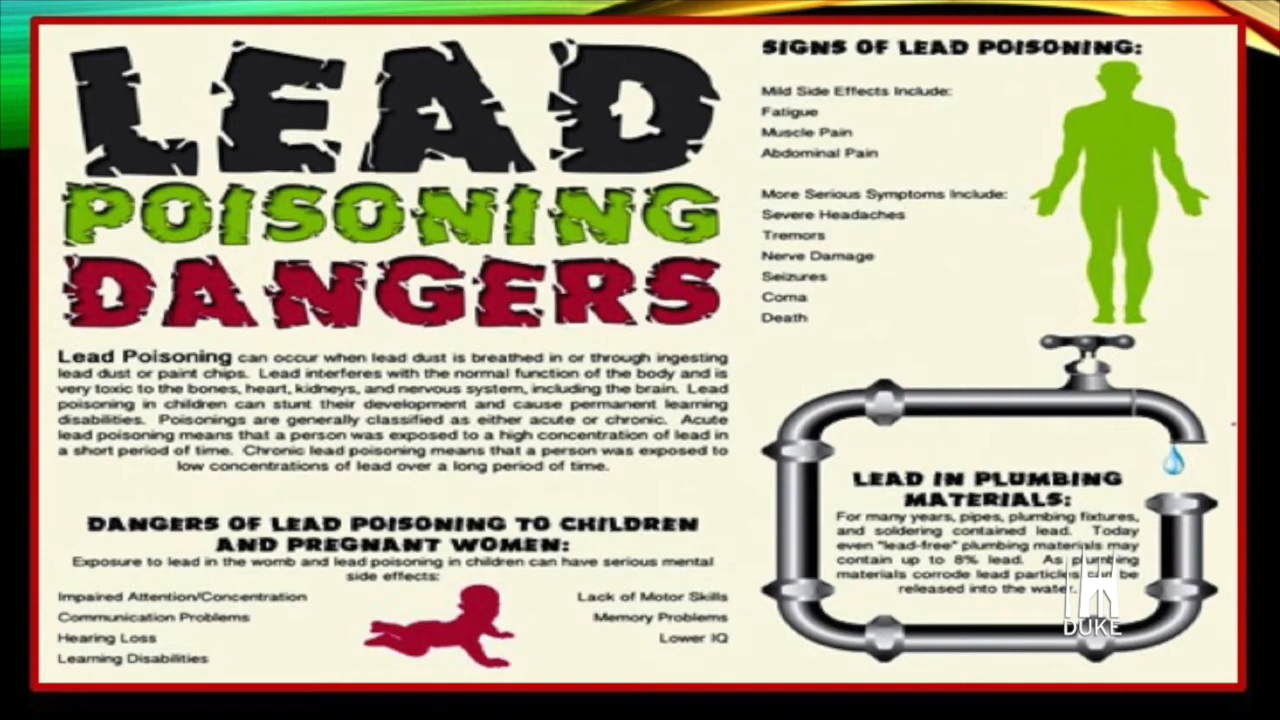 LEAD
POISONING
DANGERS
Lead Poisoning can occur when lead dust is breathed in or through ingesting
lead dust or paint chips. Lead interferes with the normal function of the body and is
very toxic to the bones, heart, kidneys, and nervous system, including the brain. Lead
poisoning in children can stunt their development and cause permanent learning
disabilities. Poisonings are generally classified as either acute or chronic. Acute
lead poisoning means that a person was exposed to a high concentration of lead in
a short period of time. Chronic lead poisoning means that a person was exposed to
low concentrations of lead over a long period of time.
DANGERS OF LEAD POISONING TO CHILDREN
AND PREGNANT WOMEN:
Exposure to lead in the womb and lead poisoning in children can have serious mental
side effects:
Impaired Attention/Concentration
Communication Problems
Hearing Loss
Learning Disabilities
Lack of Motor Skills
Memory Problems
Lower IQ
SIGNS OF LEAD POISONING:
Mild Side Effects Include:
Fatigue
Muscle Pain
Abdominal Pain
More Serious Symptoms Include:
Severe Headaches
Tremors
Nerve Damage
Seizures
Coma
Death
LEAD IN PLUMBING
MATERIALS:
For many years, pipes, plumbing fixtures,
and soldering contained lead. Today
even "lead-free" plumbing materials may
contain up to 8% lead. As plumbing
materials corrode lead particles be
released into the water.
DUKE